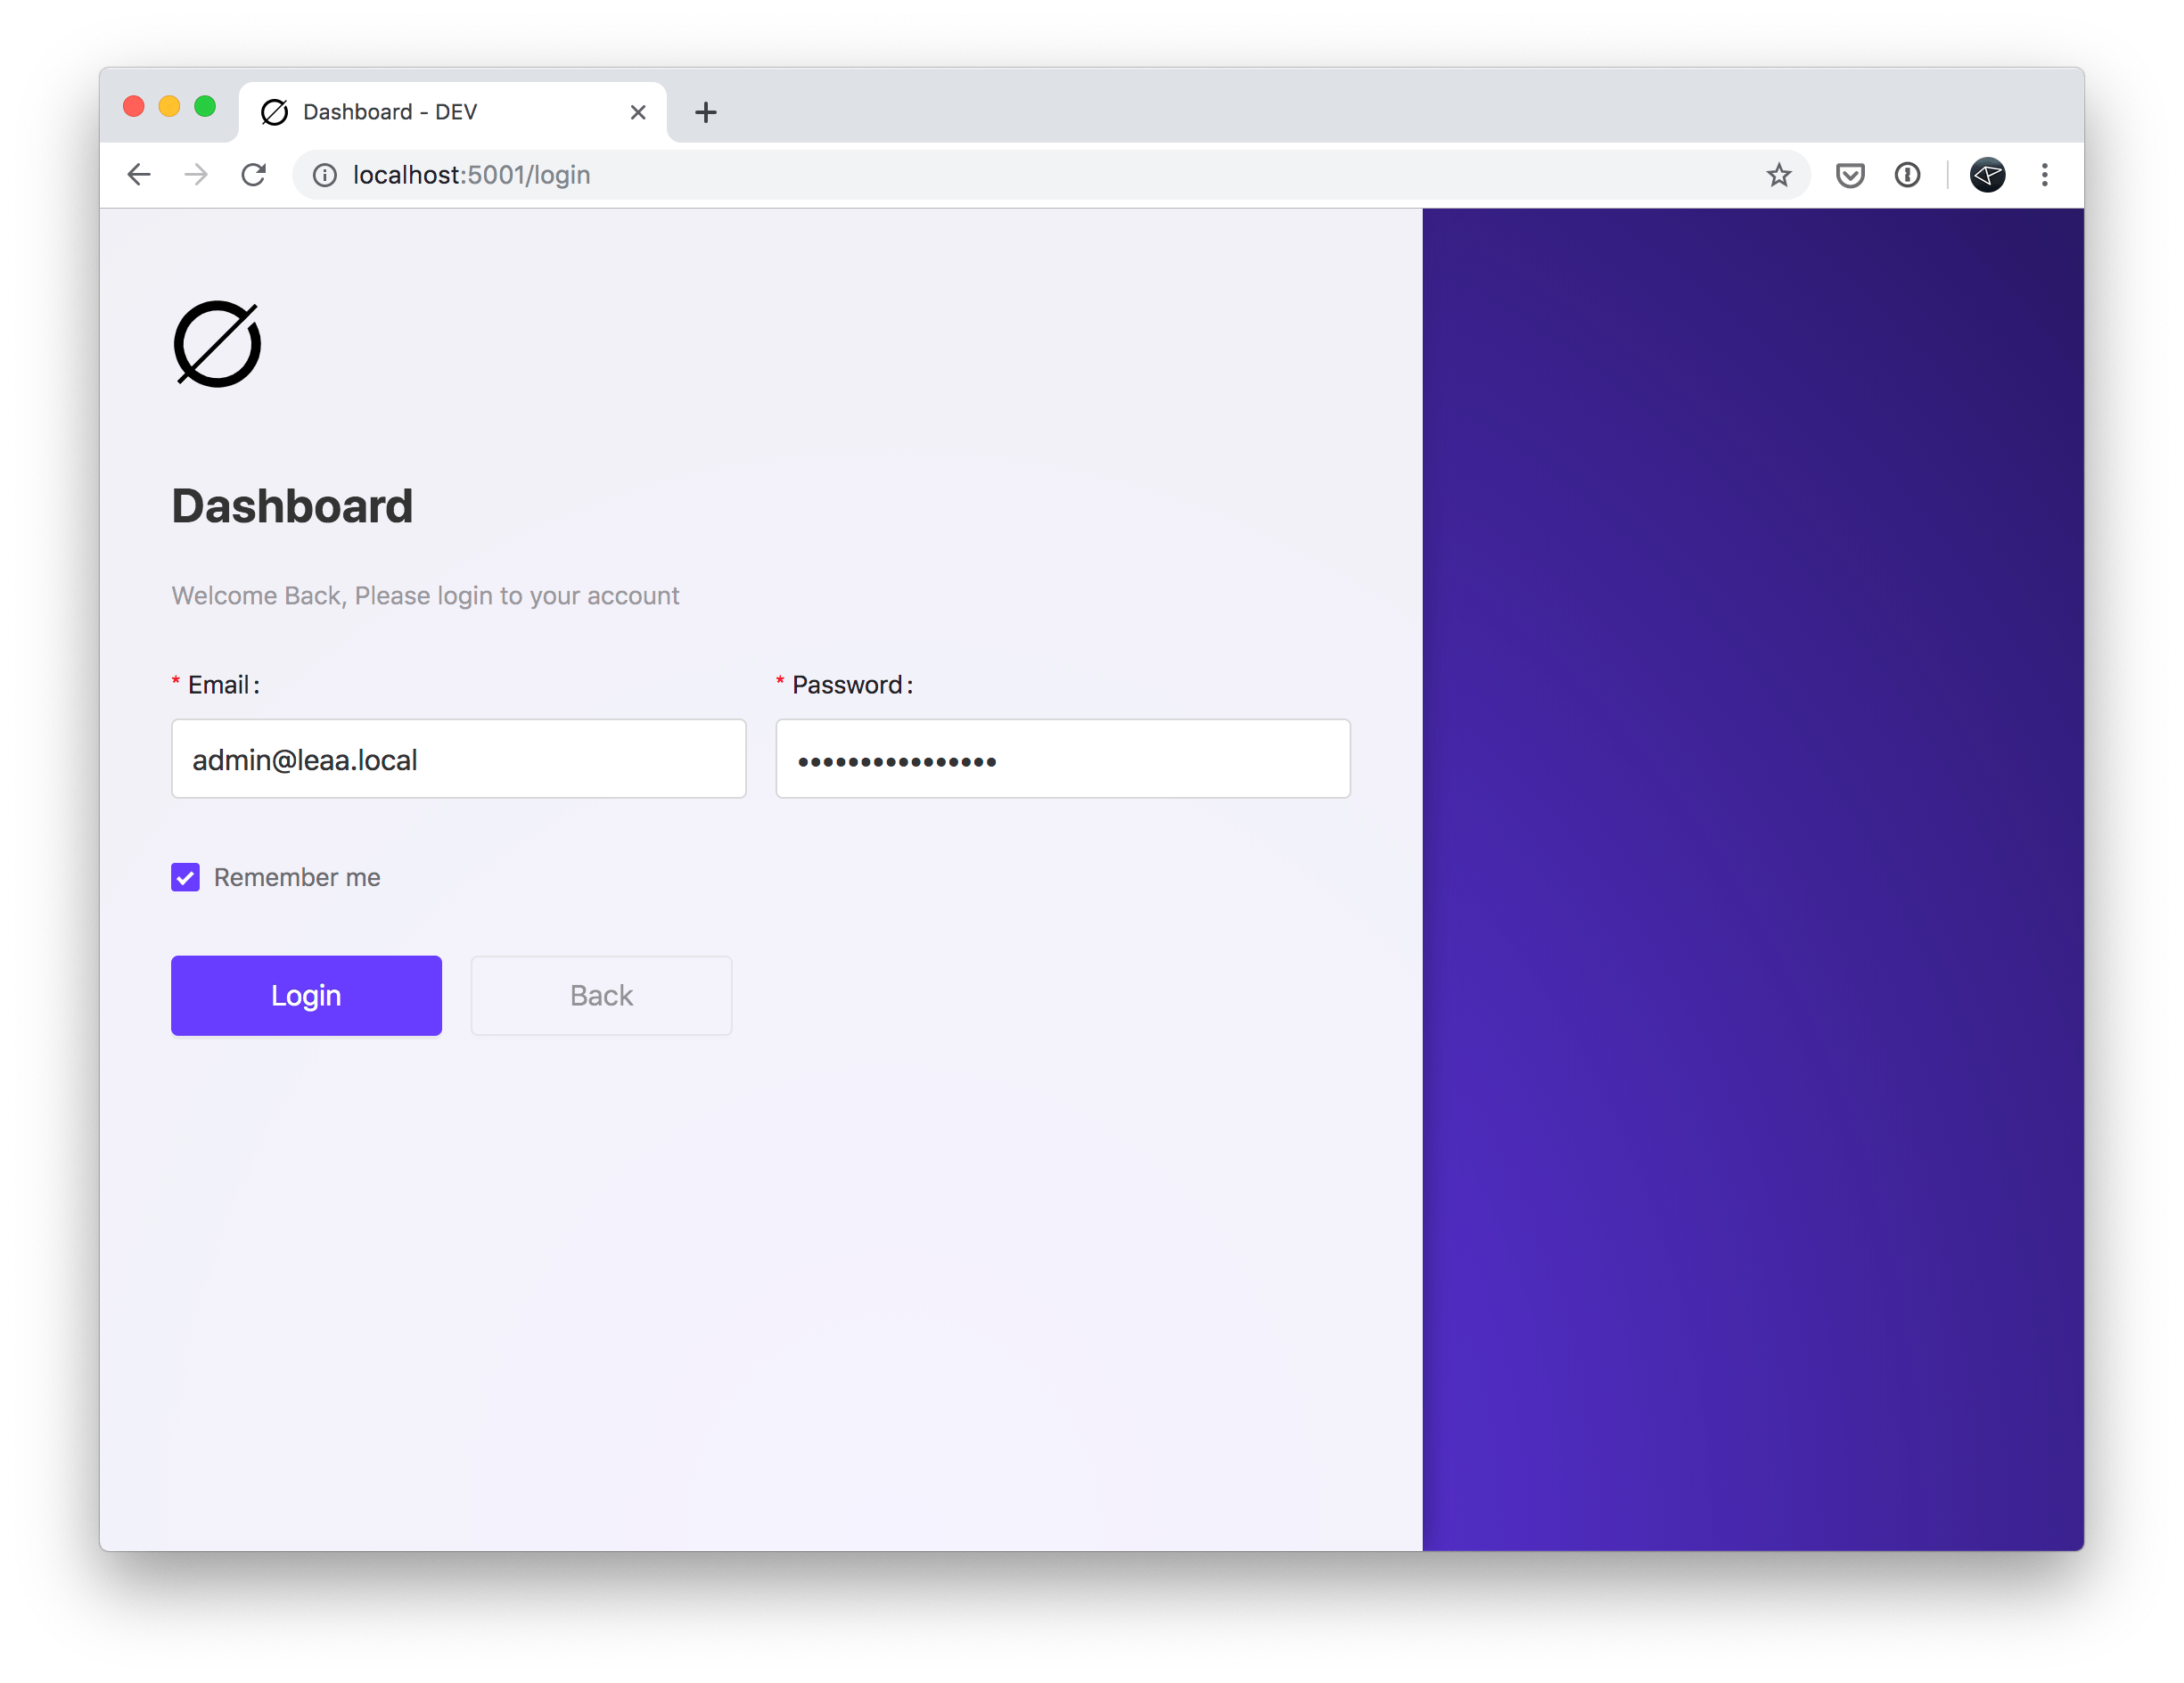 Dashboard - DEV
localhost:5001/login
Dashboard
Welcome Back, Please login to your account
* Email:
* Password:
admin@leaa.local
••••••••••••••••
Remember me
Login
Back